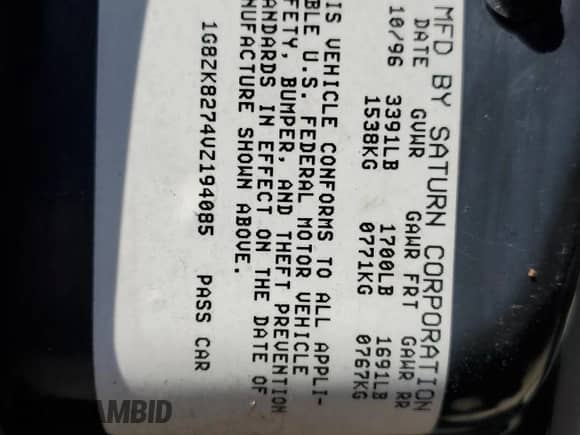 MFD BY SATURN CORPORATION
DATE GVWR GAWR FRT GAWR RR
10/96 3391LB 1700LB 1691LB
1538KG 0771KG 0767KG
IS VEHICLE CONFORMS TO ALL APPLI-
BLE U.S. FEDERAL MOTOR VEHICLE
FETY, BUMPER, AND THEFT PREVENTION
ANDARDS IN EFFECT ON THE DATE OF
NUFACTURE SHOWN ABOVE.
1G8ZK8274VZ194085 PASS CAR
AMBID